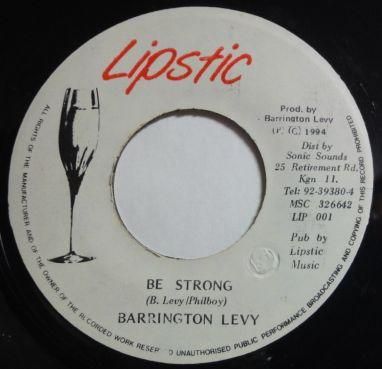 Lipstic
Prod. by
Barrington Levy
(P) (C) 1994
Dist by
Sonic Sounds
25 Retirement Rd.
Kgn 11.
Tel: 92-39380-4
MSC 326642
LIP 001
Pub by
Lipstic
Music
BE STRONG
(B. Levy/Philboy)
BARRINGTON LEVY
ALL RIGHTS OF THE MANUFACTURER AND OF THE OWNER OF THE RECORDED WORK RESERVED UNAUTHORISED PUBLIC PERFORMANCE BROADCASTING AND COPYING OF THIS RECORD PROHIBITED